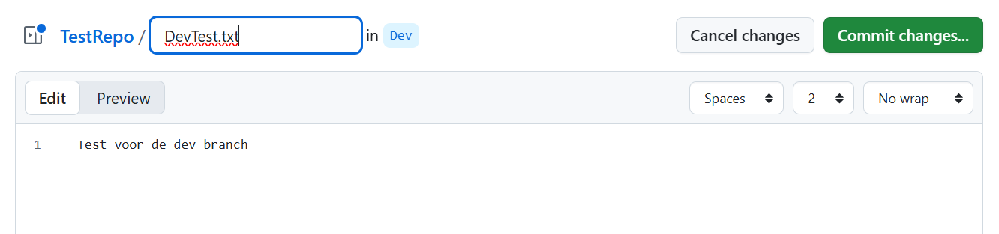 TestRepo / DevTest.txt in Dev Cancel changes Commit changes...
Edit Preview Spaces 2 No wrap
1 Test voor de dev branch